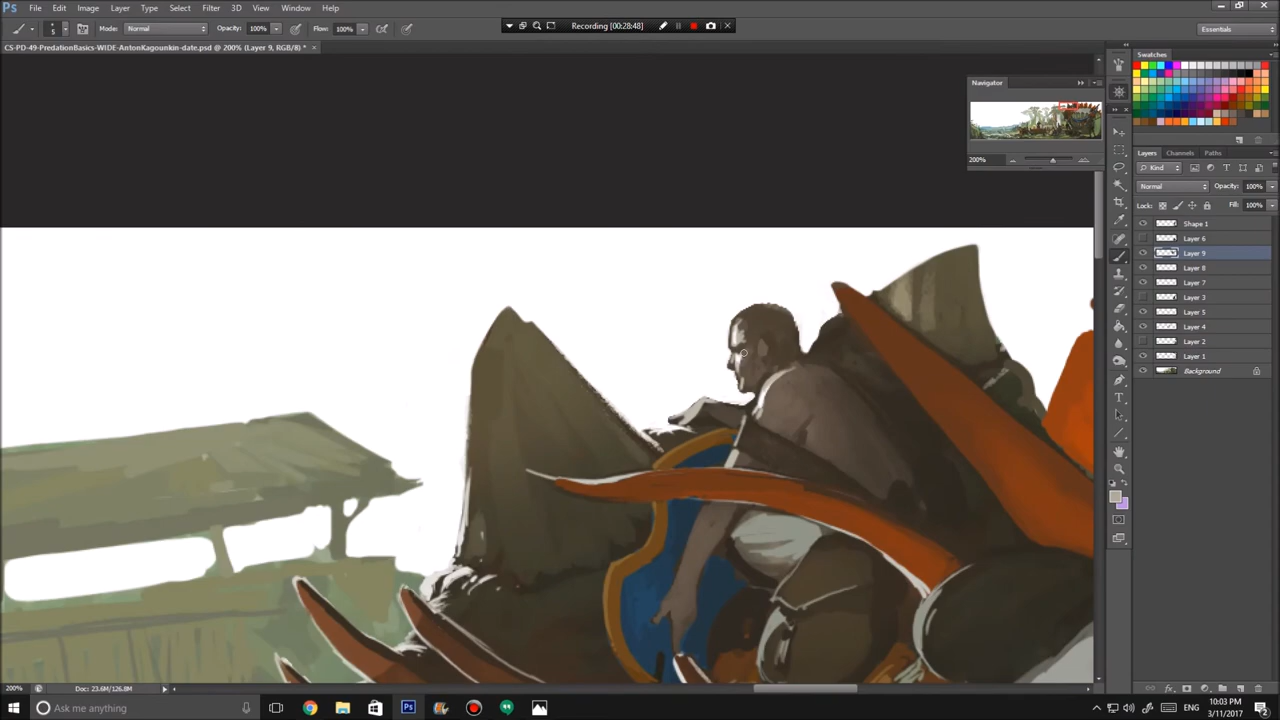 Ps File Edit Image Layer Type Select Filter 3D View Window Help
Recording [00:28:48]
5 Mode: Normal Opacity: 100% Flow: 100% Essentials
CS-PD-49-PredationBasics-WIDE-AntonKagounkin-date.psd @ 200% (Layer 9, RGB/8) * ×
Swatches
Navigator
200%
Layers Channels Paths
Kind
Normal Opacity: 100%
Lock: Fill: 100%
Shape 1
Layer 6
Layer 9
Layer 8
Layer 7
Layer 3
Layer 5
Layer 4
Layer 2
Layer 1
Background
200% Doc: 23.6M/126.8M
Ask me anything Ps ENG 10:03 PM
3/11/2017 2